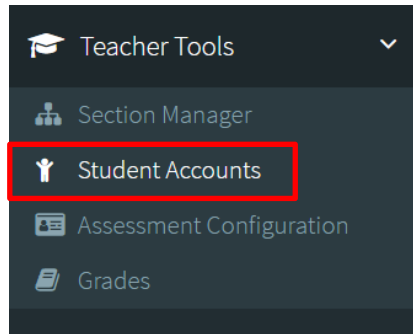 Teacher Tools
Section Manager
Student Accounts
Assessment Configuration
Grades